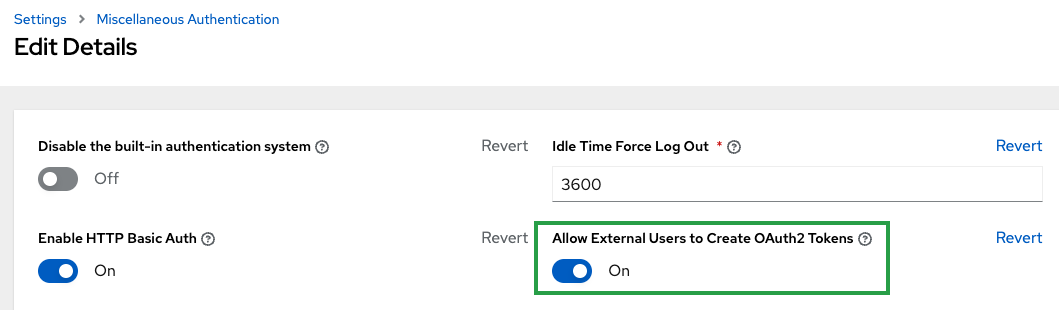 Settings > Miscellaneous Authentication
Edit Details
Disable the built-in authentication system ? Revert
Off
Idle Time Force Log Out * ? Revert
3600
Enable HTTP Basic Auth ? Revert
On
Allow External Users to Create OAuth2 Tokens ? Revert
On